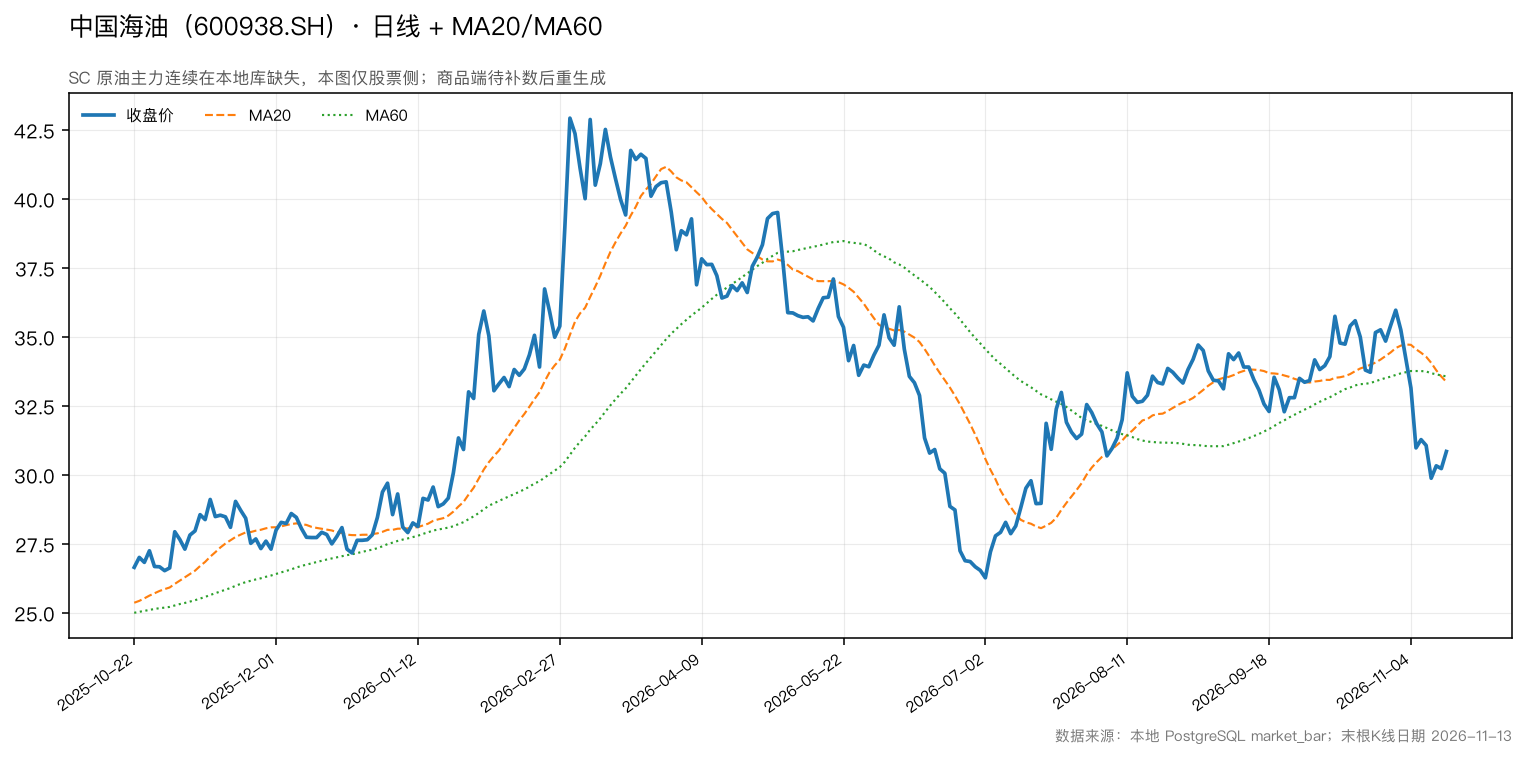 中国海油（600938.SH）· 日线 + MA20/MA60
SC 原油主力连续在本地库缺失，本图仅股票侧；商品端待补数后重生成
收盘价 MA20 MA60
42.5
40.0
37.5
35.0
32.5
30.0
27.5
25.0
2025-10-22 2025-12-01 2026-01-12 2026-02-27 2026-04-09 2026-05-22 2026-07-02 2026-08-11 2026-09-18 2026-11-04
数据来源：本地 PostgreSQL market_bar；末根K线日期 2026-11-13